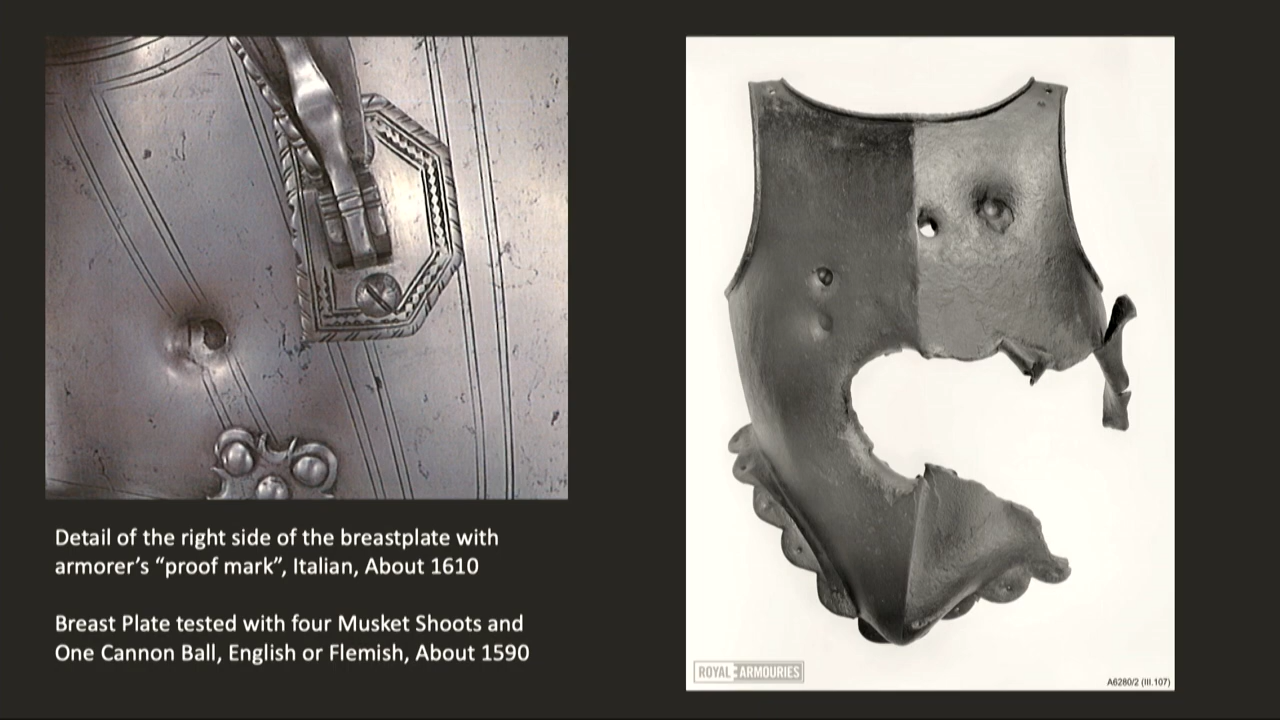 Detail of the right side of the breastplate with
armorer’s “proof mark”, Italian, About 1610
Breast Plate tested with four Musket Shoots and
One Cannon Ball, English or Flemish, About 1590
ROYAL ARMOURIES
A6280/2 (III.107)